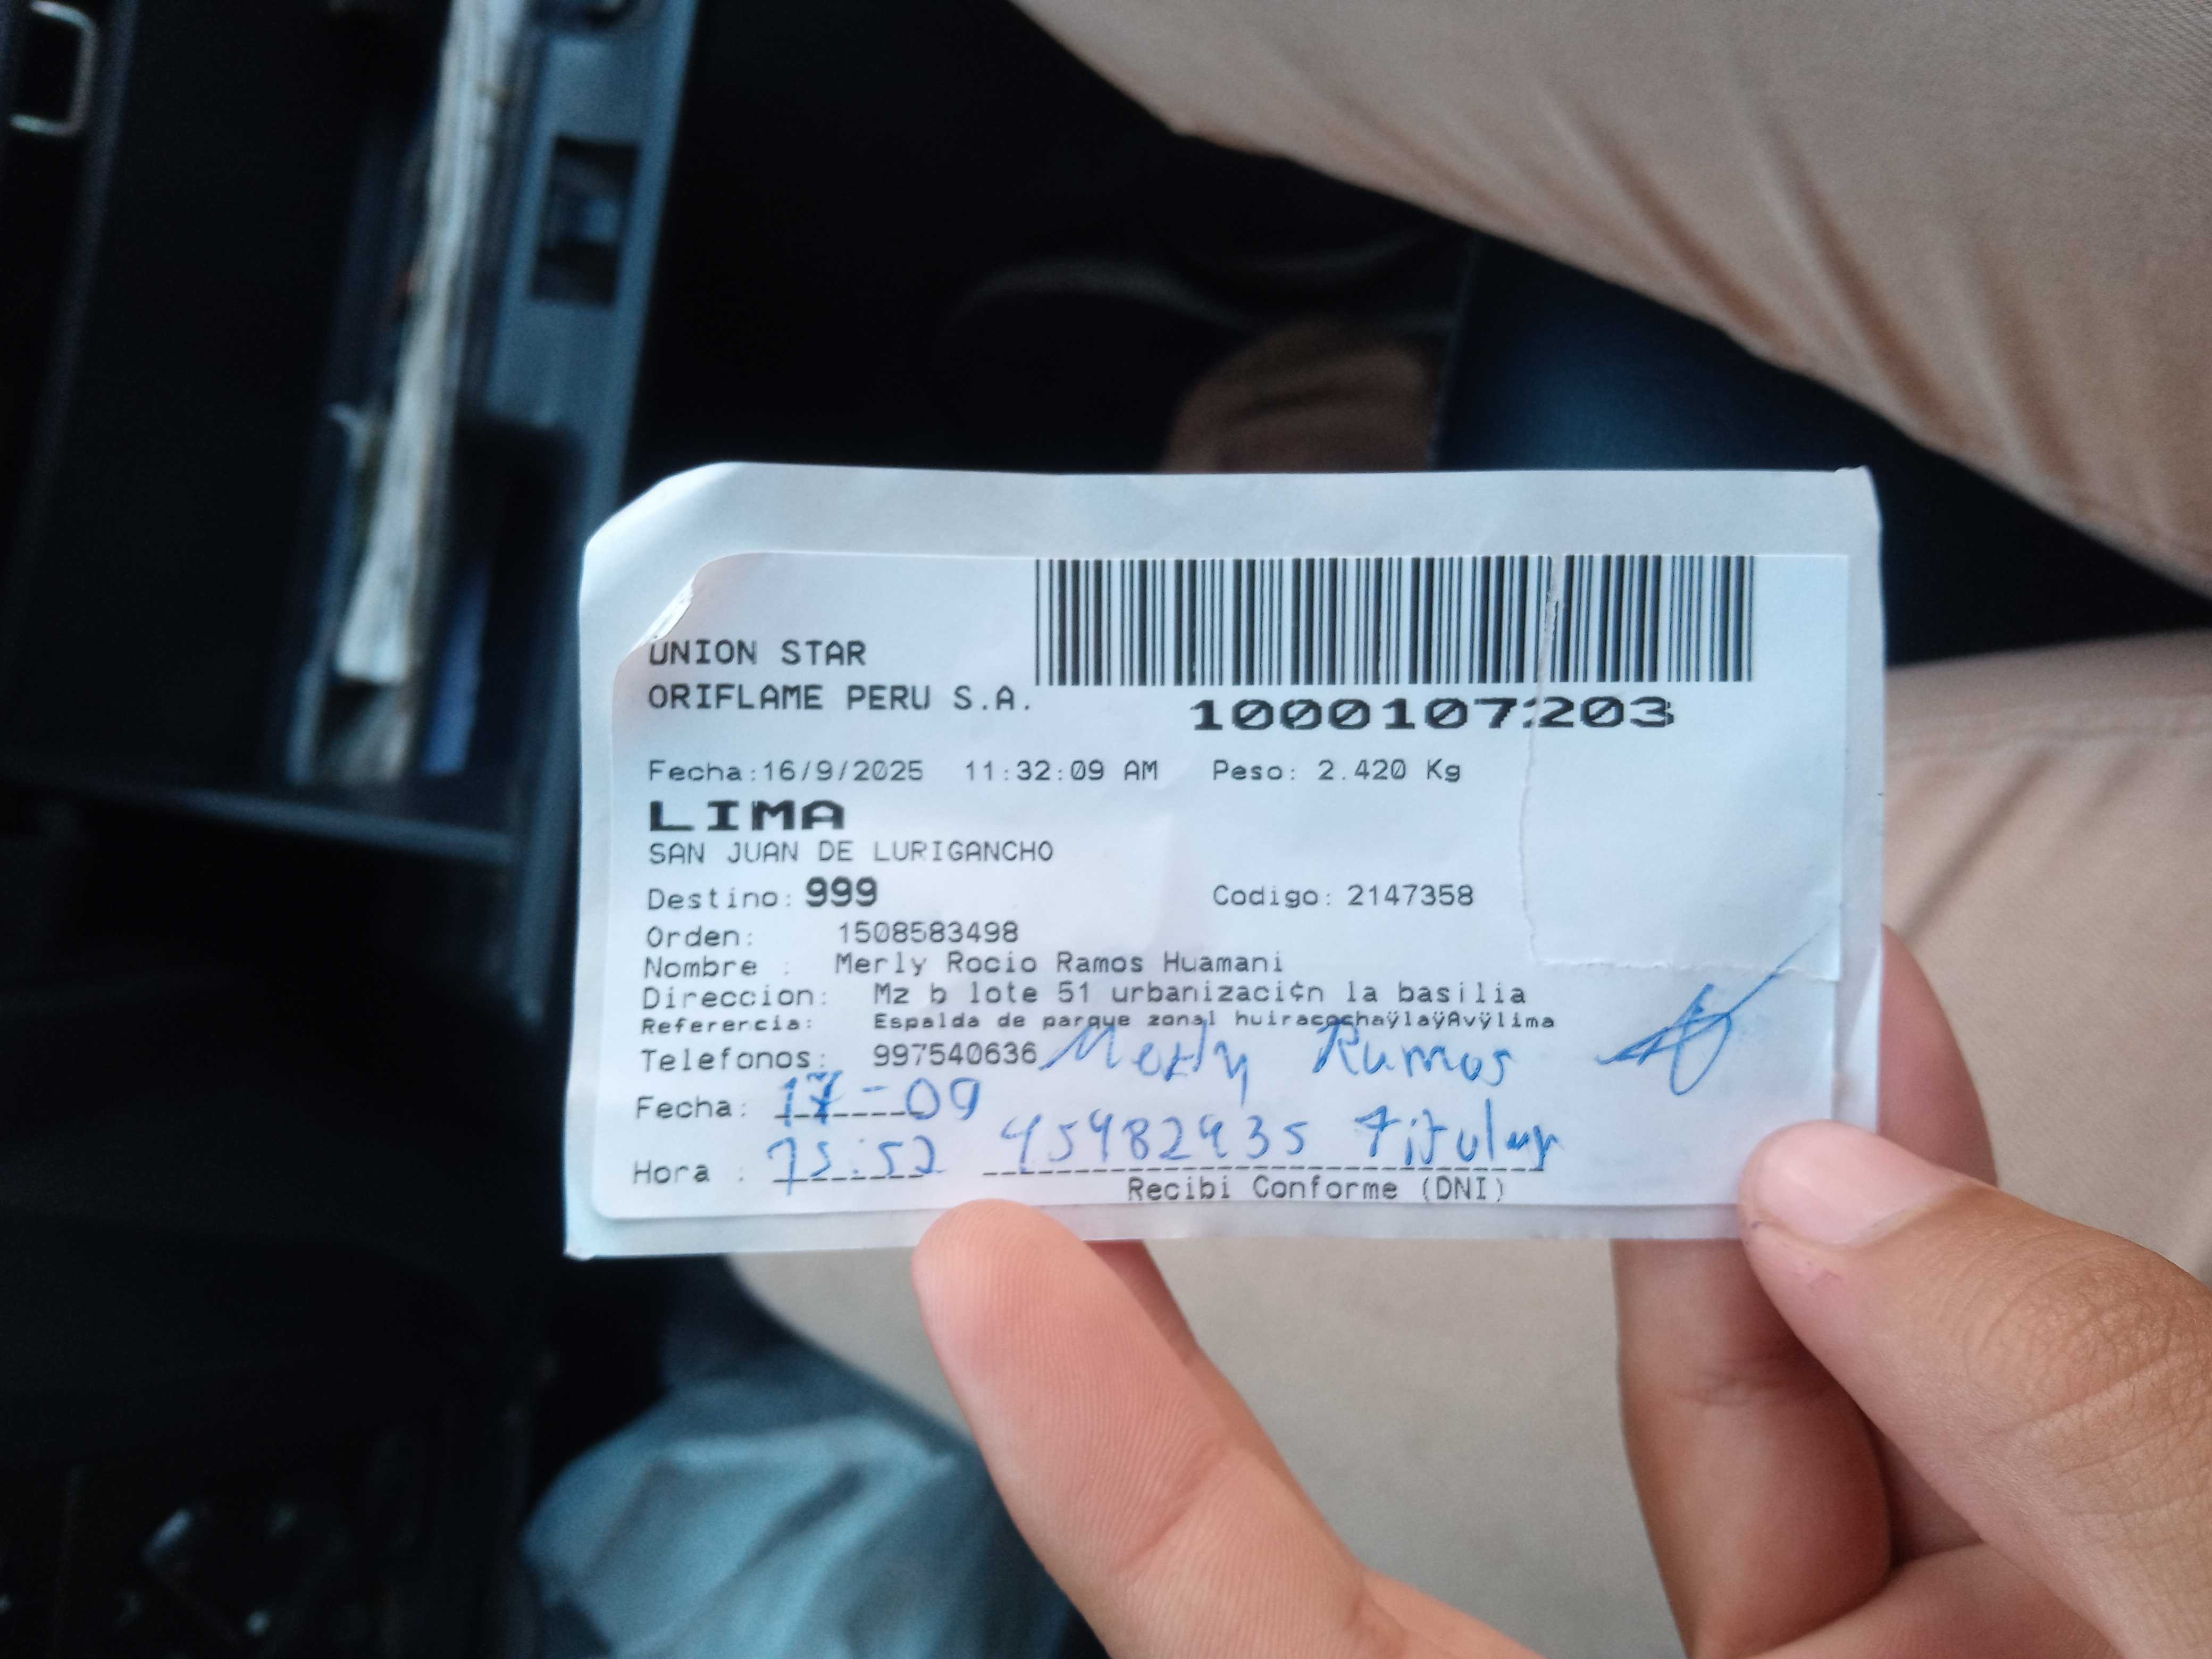 UNION STAR
ORIFLAME PERU S.A.
1000107203
Fecha:16/9/2025 11:32:09 AM Peso: 2.420 Kg
LIMA
SAN JUAN DE LURIGANCHO
Destino: 999 Codigo: 2147358
Orden: 1508583498
Nombre : Merly Rocio Ramos Huamani
Direccion: Mz b lote 51 urbanizaci¢n la basilia
Referencia: Espalda de parque zonal huiracochaÿlaÿAvÿlima
Telefonos: 997540636 Merly Ramos
Fecha: 17-09
Hora : 15:52 45982935 Titular
Recibi Conforme (DNI)